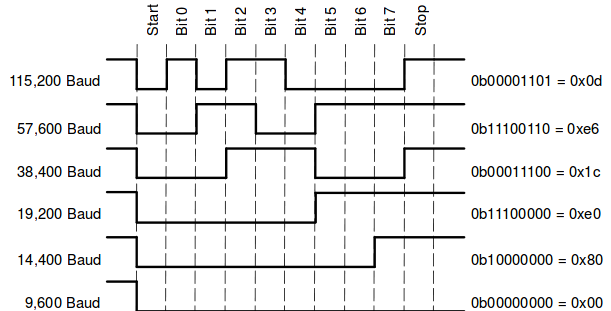 Start Bit 0 Bit 1 Bit 2 Bit 3 Bit 4 Bit 5 Bit 6 Bit 7 Stop
115,200 Baud 0b00001101 = 0x0d
57,600 Baud 0b11100110 = 0xe6
38,400 Baud 0b00011100 = 0x1c
19,200 Baud 0b11100000 = 0xe0
14,400 Baud 0b10000000 = 0x80
9,600 Baud 0b00000000 = 0x00